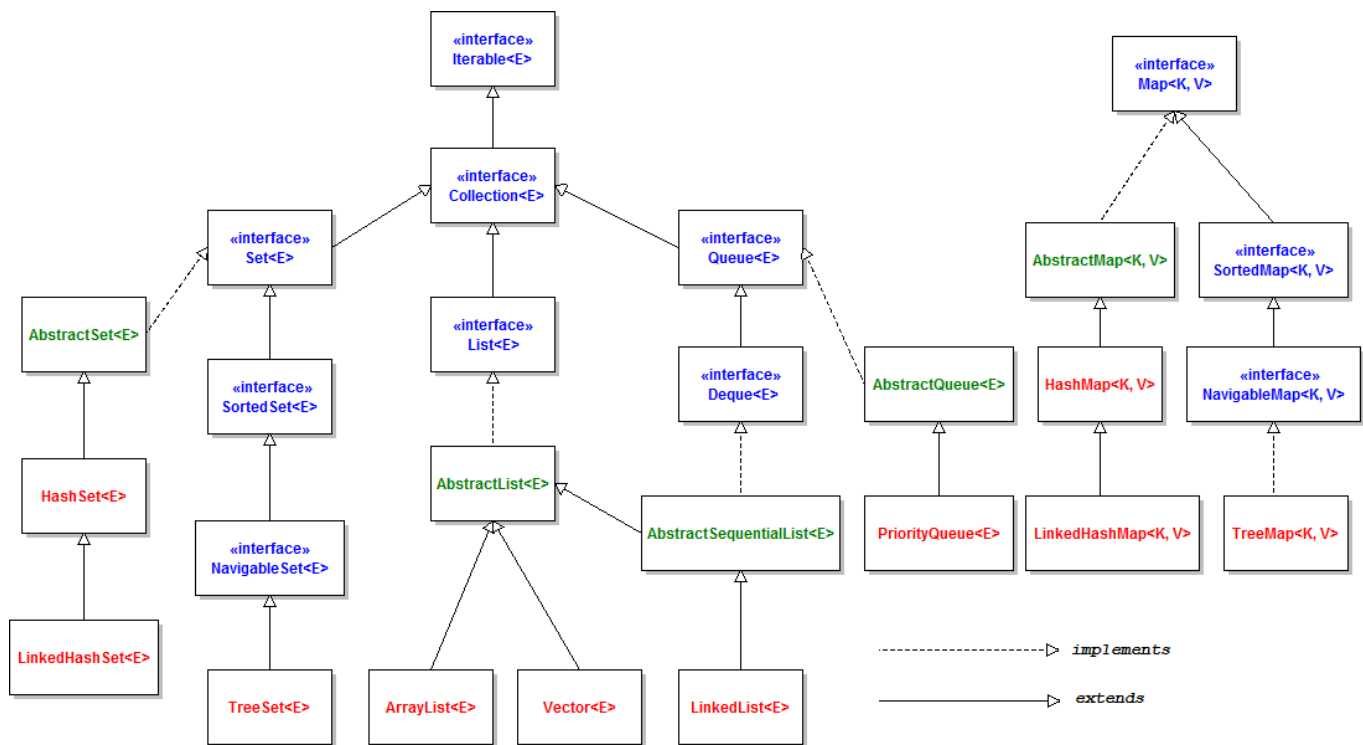 «interface»
Iterable<E>
«interface»
Map<K, V>
«interface»
Collection<E>
«interface»
Set<E>
«interface»
Queue<E>
AbstractMap<K, V>
«interface»
SortedMap<K, V>
AbstractSet<E>
«interface»
List<E>
«interface»
SortedSet<E>
«interface»
Deque<E>
AbstractQueue<E>
HashMap<K, V>
«interface»
NavigableMap<K, V>
HashSet<E>
AbstractList<E>
AbstractSequentialList<E>
PriorityQueue<E>
LinkedHashMap<K, V>
TreeMap<K, V>
«interface»
NavigableSet<E>
LinkedHashSet<E>
TreeSet<E>
ArrayList<E>
Vector<E>
LinkedList<E>
implements
extends